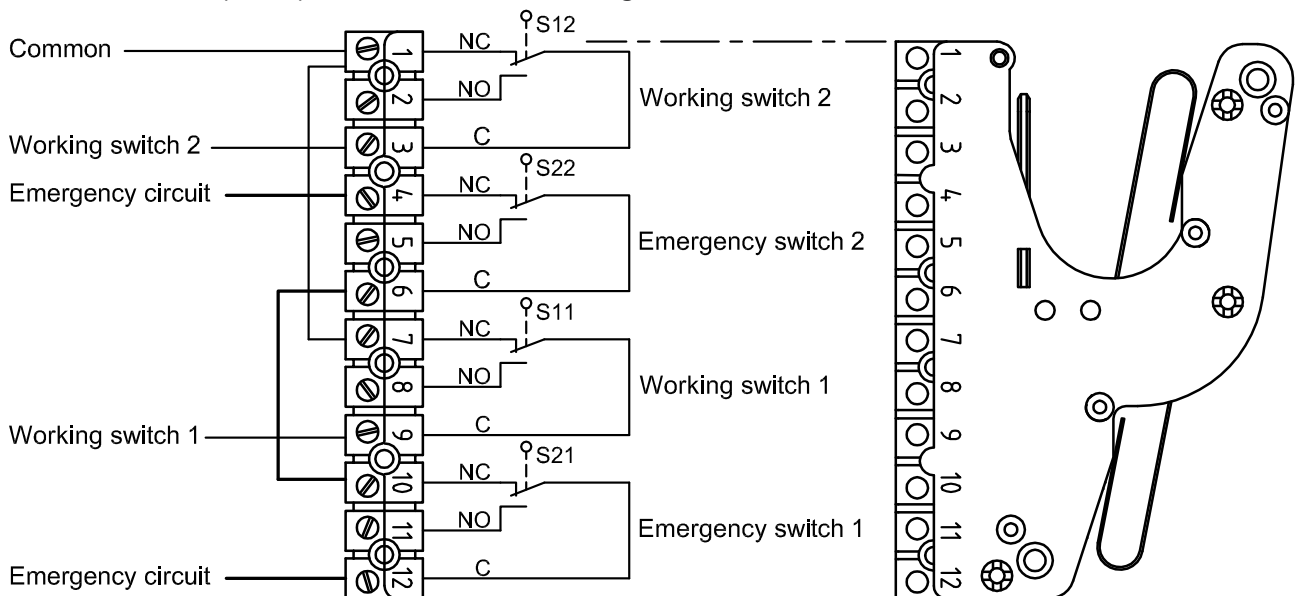 Common
Working switch 2
Emergency circuit
Working switch 1
Emergency circuit
1
2
3
4
5
6
7
8
9
10
11
12
NC
S12
NO
C
Working switch 2
NC
S22
NO
C
Emergency switch 2
NC
S11
NO
C
Working switch 1
NC
S21
NO
C
Emergency switch 1
1
2
3
4
5
6
7
8
9
10
11
12